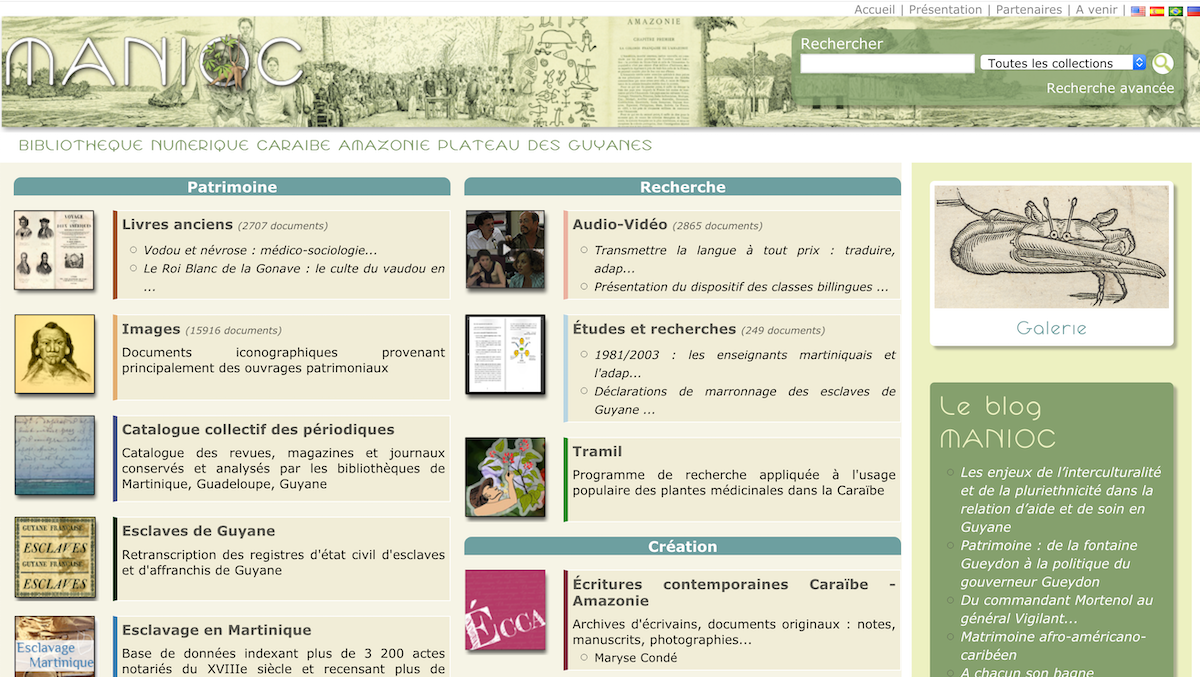 Accueil | Présentation | Partenaires | A venir |
MANIOC
AMAZONIE
Rechercher
Toutes les collections
Recherche avancée
BIBLIOTHEQUE NUMERIQUE CARAIBE AMAZONIE PLATEAU DES GUYANES
Patrimoine
Livres anciens (2707 documents)
Vodou et névrose : médico-sociologie...
Le Roi Blanc de la Gonave : le culte du vaudou en
...
Images (15916 documents)
Documents iconographiques provenant
principalement des ouvrages patrimoniaux
Catalogue collectif des périodiques
Catalogue des revues, magazines et journaux
conservés et analysés par les bibliothèques de
Martinique, Guadeloupe, Guyane
GUYANE FRANÇAISE
ESCLAVES
GUYANE FRANÇAISE
ESCLAVES
Esclaves de Guyane
Retranscription des registres d'état civil d'esclaves
et d'affranchis de Guyane
Esclavage
Martinique
Esclavage en Martinique
Base de données indexant plus de 3 200 actes
notariés du XVIIIe siècle et recensant plus de
Recherche
Audio-Vidéo (2865 documents)
Transmettre la langue à tout prix : traduire,
adap...
Présentation du dispositif des classes billingues ...
Études et recherches (249 documents)
1981/2003 : les enseignants martiniquais et
l'adap...
Déclarations de marronnage des esclaves de
Guyane ...
Tramil
Programme de recherche appliquée à l'usage
populaire des plantes médicinales dans la Caraïbe
Création
ÉCCA
Écritures contemporaines Caraïbe -
Amazonie
Archives d'écrivains, documents originaux : notes,
manuscrits, photographies...
Maryse Condé
Galerie
Le blog
MANIOC
Les enjeux de l'interculturalité
et de la pluriethnicité dans la
relation d'aide et de soin en
Guyane
Patrimoine : de la fontaine
Gueydon à la politique du
gouverneur Gueydon
Du commandant Mortenol au
général Vigilant...
Matrimoine afro-américano-
caribéen
A chacun son bagne